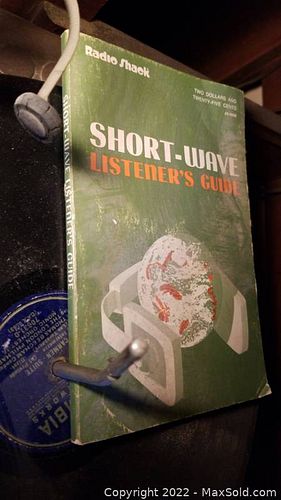 Radio Shack
TWO DOLLARS AND
TWENTY-FIVE CENTS
SHORT-WAVE
LISTENER'S GUIDE
SHORT-WAVE LISTENER'S GUIDE
BIA
Copyright © 2022 - MaxSold.com